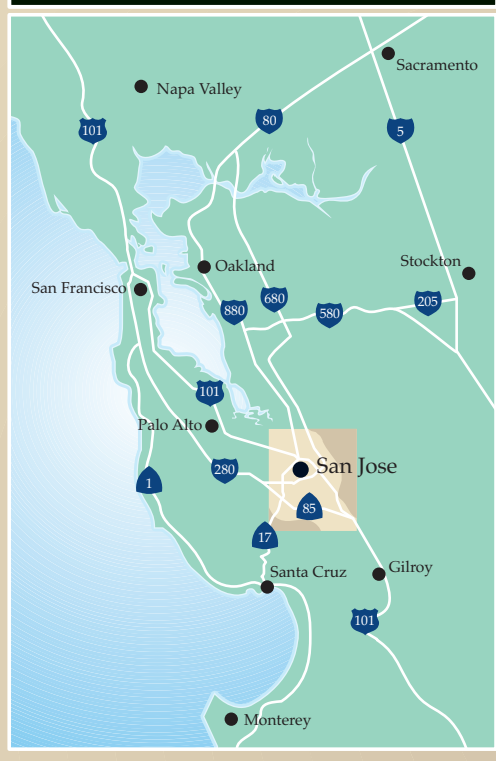 Sacramento
Napa Valley
80
101
5
Stockton
Oakland
San Francisco
680
205
880
580
101
Palo Alto
San Jose
280
1
85
17
Santa Cruz
Gilroy
101
Monterey